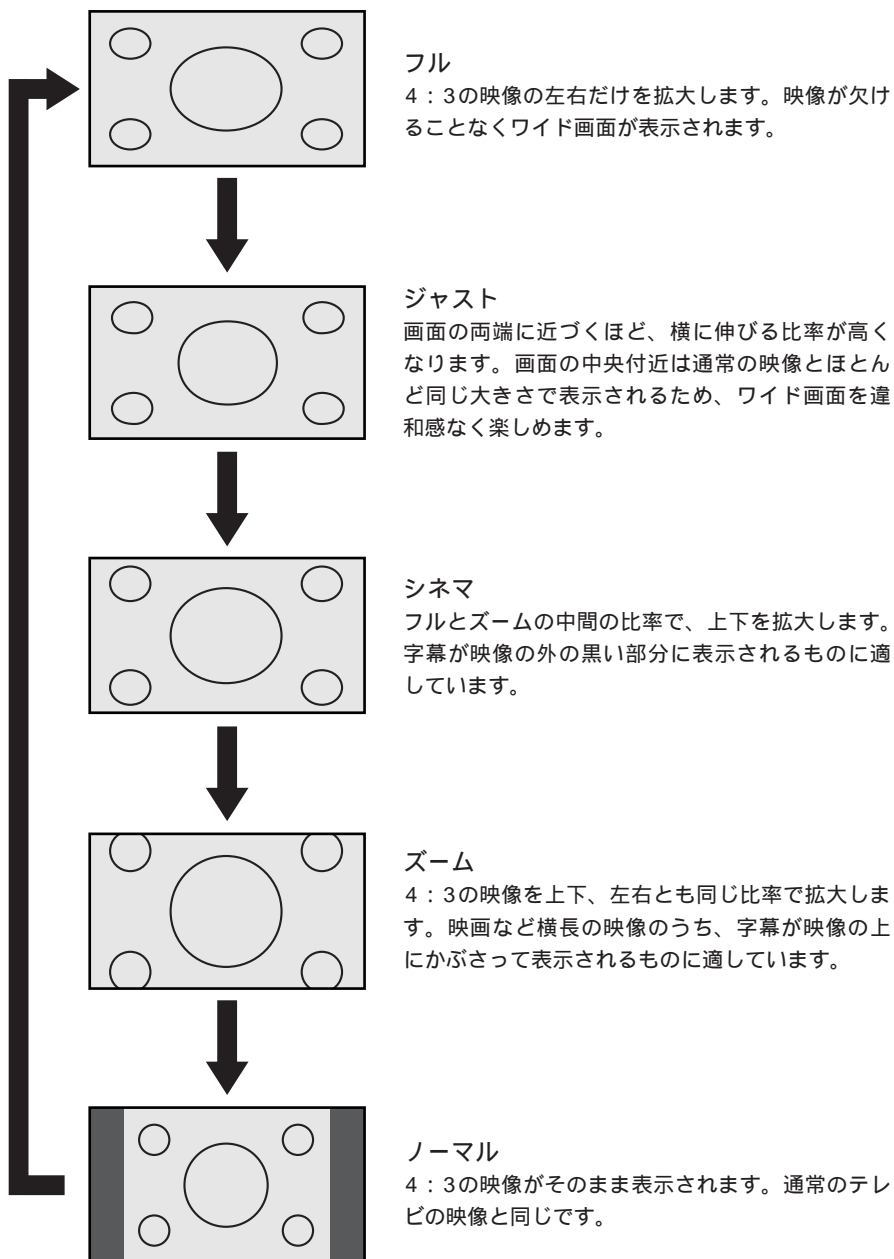 フル
4：3の映像の左右だけを拡大します。映像が欠け
ることなくワイド画面が表示されます。
ジャスト
画面の両端に近づくほど、横に伸びる比率が高く
なります。画面の中央付近は通常の映像とほとん
ど同じ大きさで表示されるため、ワイド画面を違
和感なく楽しめます。
シネマ
フルとズームの中間の比率で、上下を拡大します。
字幕が映像の外の黒い部分に表示されるものに適
しています。
ズーム
4：3の映像を上下、左右とも同じ比率で拡大しま
す。映画など横長の映像のうち、字幕が映像の上
にかぶさって表示されるものに適しています。
ノーマル
4：3の映像がそのまま表示されます。通常のテレ
ビの映像と同じです。